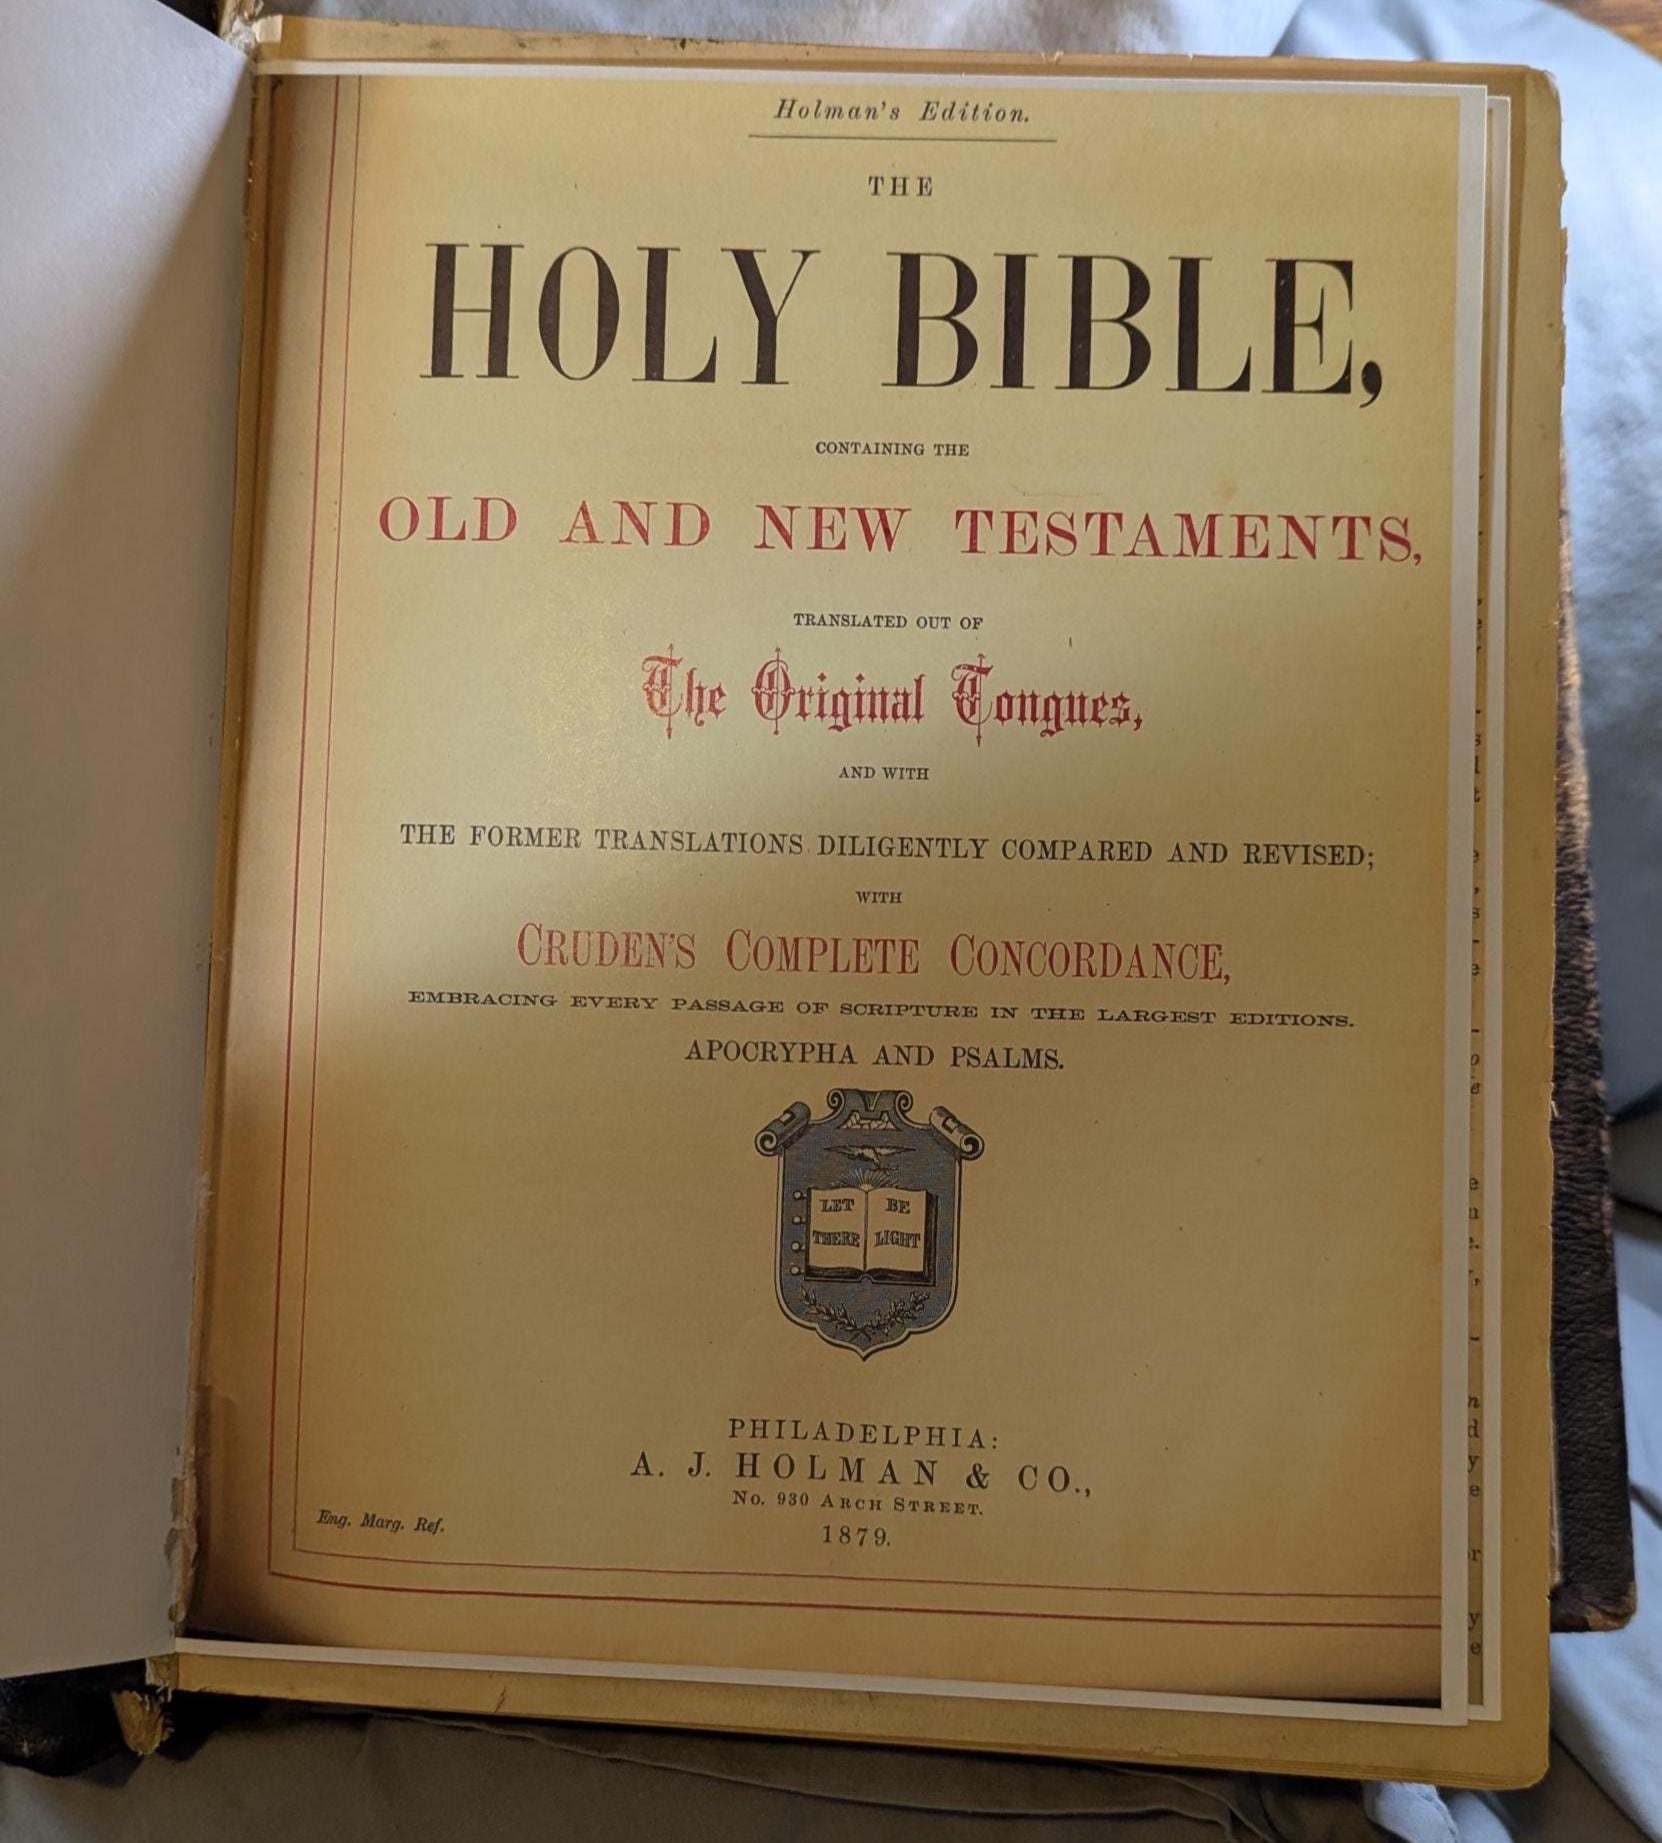 Holman's Edition.
THE
HOLY BIBLE,
CONTAINING THE
OLD AND NEW TESTAMENTS,
TRANSLATED OUT OF
The Original Tongues,
AND WITH
THE FORMER TRANSLATIONS DILIGENTLY COMPARED AND REVISED;
WITH
CRUDEN'S COMPLETE CONCORDANCE,
EMBRACING EVERY PASSAGE OF SCRIPTURE IN THE LARGEST EDITIONS.
APOCRYPHA AND PSALMS.
LET BE
THERE LIGHT
PHILADELPHIA:
A. J. HOLMAN & CO.,
No. 930 ARCH STREET.
1879.
Eng. Marg. Ref.